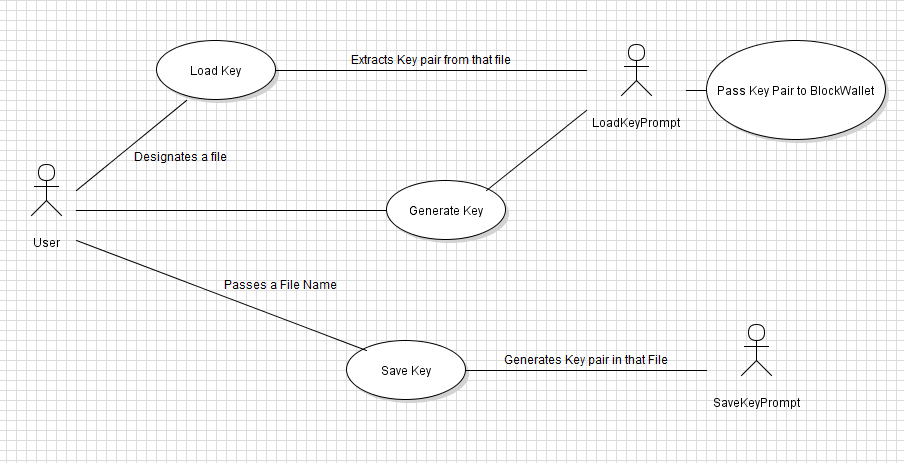 Extracts Key pair from that file
Load Key
Pass Key Pair to BlockWallet
LoadKeyPrompt
Designates a file
Generate Key
User
Passes a File Name
Generates Key pair in that File
Save Key
SaveKeyPrompt